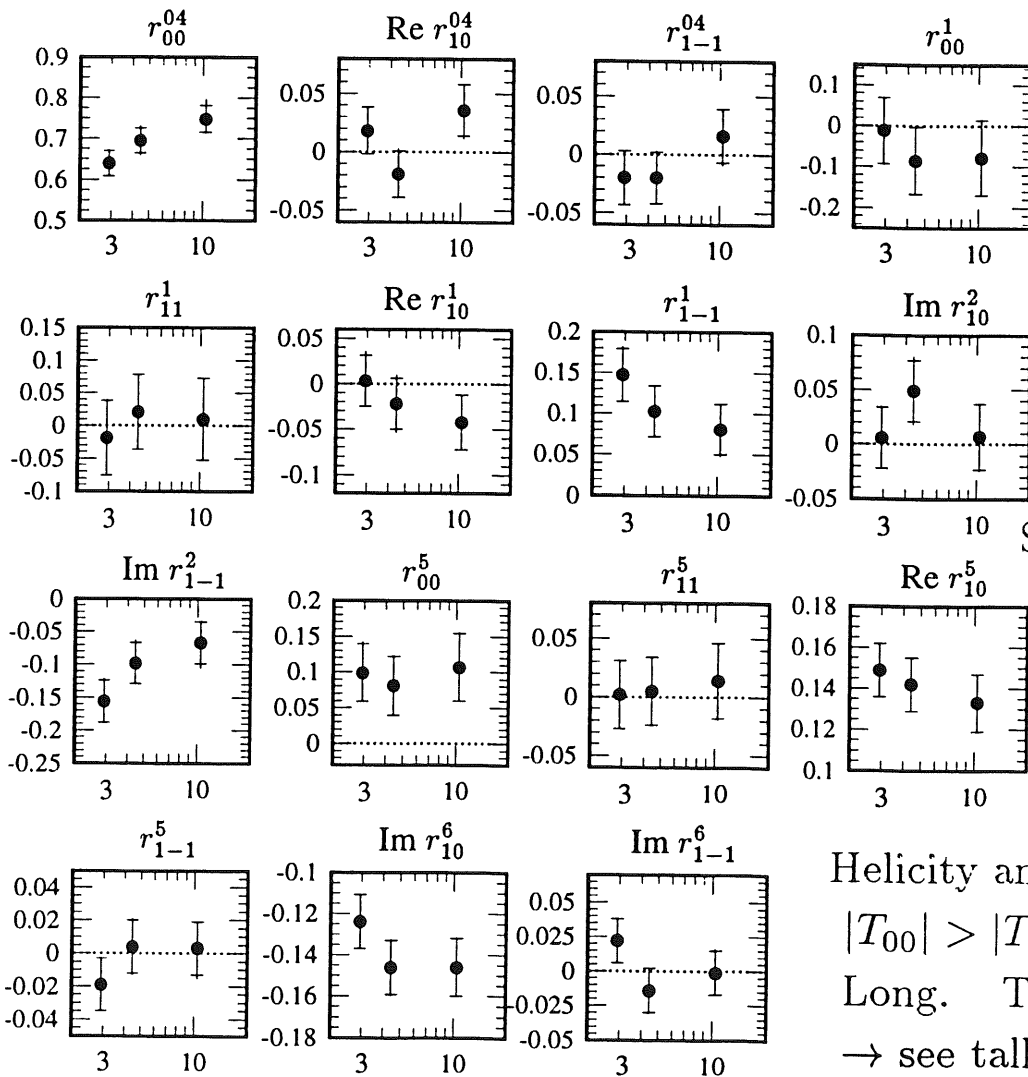 r_{00}^{04} Re r_{10}^{04} r_{1-1}^{04} r_{00}^{1}
0.9 0.8 0.7 0.6 0.5
0.05 0 -0.05
0.05 0 -0.05
0.1 0 -0.1 -0.2
3 10 3 10 3 10 3 10
r_{11}^{1} Re r_{10}^{1} r_{1-1}^{1} Im r_{10}^{2}
0.15 0.1 0.05 0 -0.05 -0.1
0.05 0 -0.05 -0.1
0.2 0.15 0.1 0.05 0
0.1 0.05 0 -0.05
3 10 3 10 3 10 3 10
Im r_{1-1}^{2} r_{00}^{5} r_{11}^{5} Re r_{10}^{5}
0 -0.05 -0.1 -0.15 -0.2 -0.25
0.2 0.15 0.1 0.05 0
0.05 0 -0.05
0.18 0.16 0.14 0.12 0.1
3 10 3 10 3 10 3 10
r_{1-1}^{5} Im r_{10}^{6} Im r_{1-1}^{6}
0.04 0.02 0 -0.02 -0.04
-0.1 -0.12 -0.14 -0.16 -0.18
0.05 0.025 0 -0.025 -0.05
3 10 3 10 3 10
Helicity
|T_{00}| > |T
Long. T
→ see